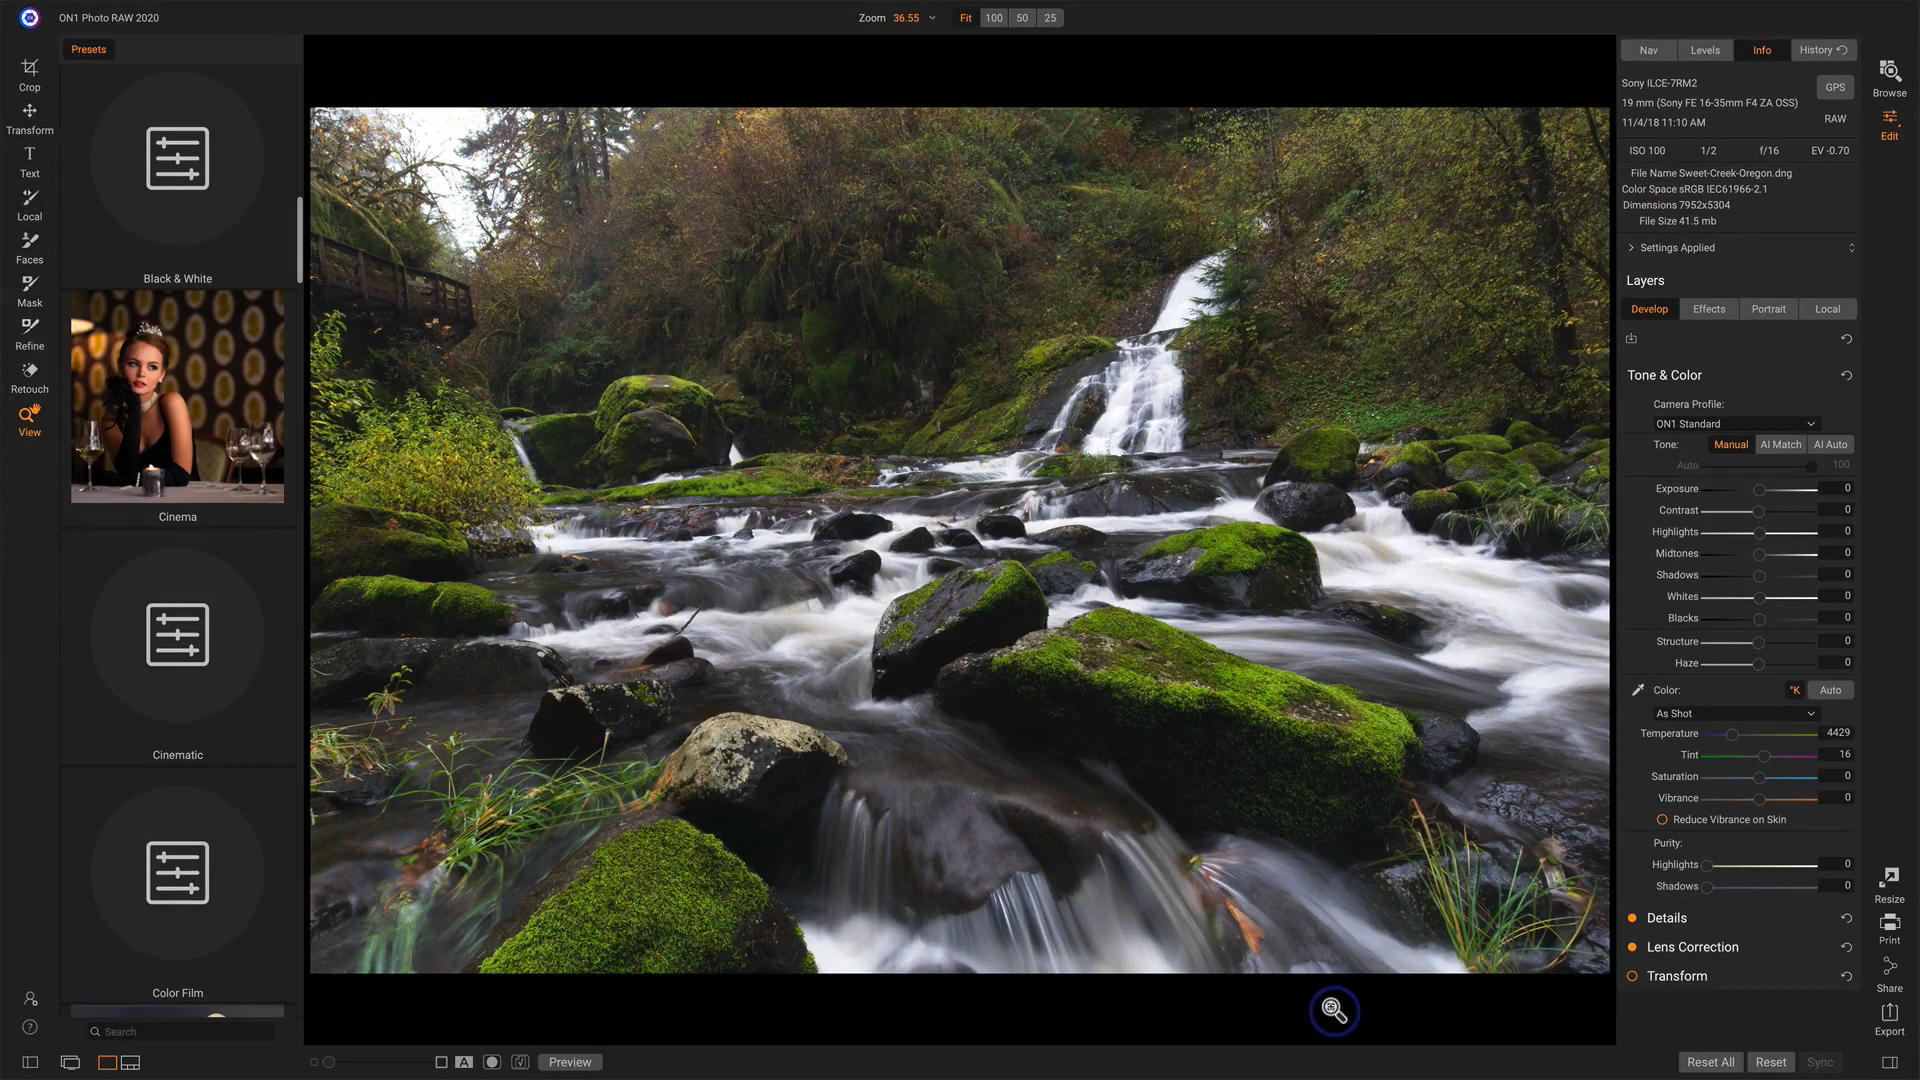 ON1 Photo RAW 2020
Zoom 36.55 Fit 100 50 25
Presets
Crop
Transform
Text
Local
Faces
Mask
Refine
Retouch
View
Black & White
Cinema
Cinematic
Color Film
Search
A
Preview
Nav Levels Info History
Sony ILCE-7RM2
GPS
19 mm (Sony FE 16-35mm F4 ZA OSS)
11/4/18 11:10 AM RAW
ISO 100 1/2 f/16 EV -0.70
File Name Sweet-Creek-Oregon.dng
Color Space sRGB IEC61966-2.1
Dimensions 7952x5304
File Size 41.5 mb
Settings Applied
Layers
Develop Effects Portrait Local
Tone & Color
Camera Profile:
ON1 Standard
Tone: Manual AI Match AI Auto
Auto 100
Exposure 0
Contrast 0
Highlights 0
Midtones 0
Shadows 0
Whites 0
Blacks 0
Structure 0
Haze 0
Color: °K Auto
As Shot
Temperature 4429
Tint 16
Saturation 0
Vibrance 0
Reduce Vibrance on Skin
Purity:
Highlights 0
Shadows 0
Details
Lens Correction
Transform
Reset All Reset Sync
Browse
Edit
Resize
Print
Share
Export